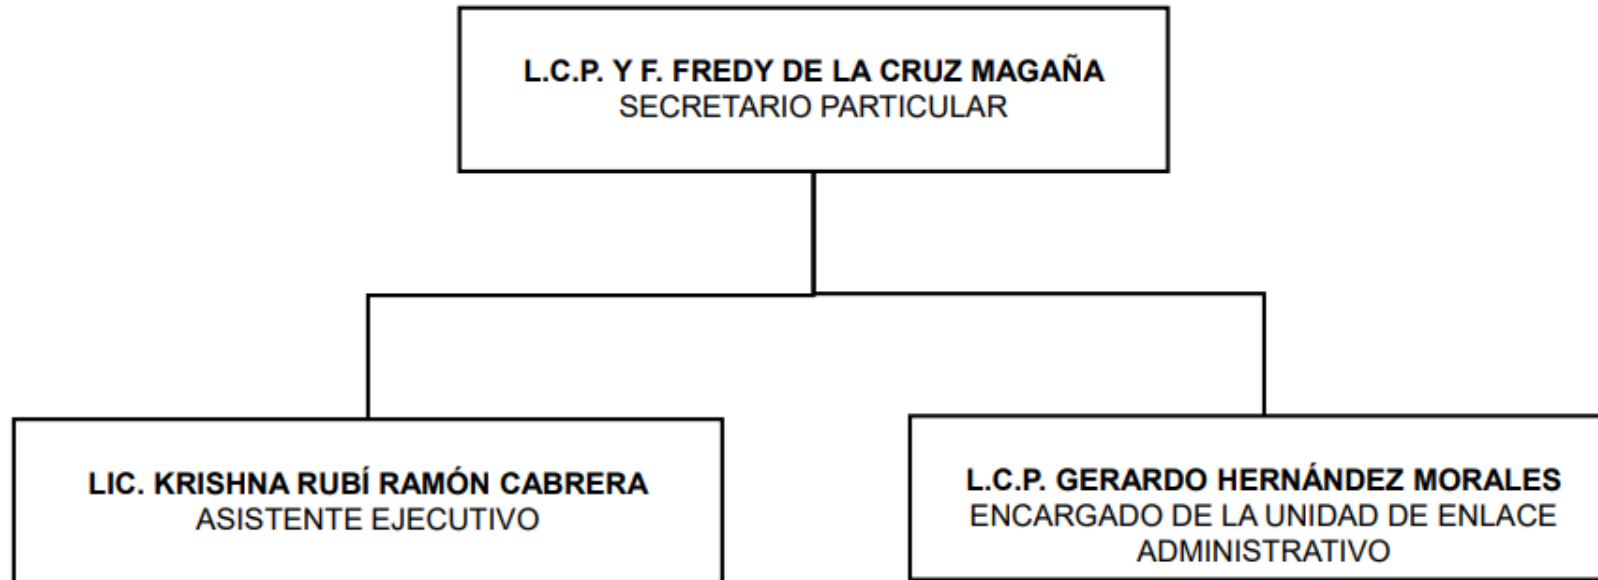 L.C.P. Y F. FREDY DE LA CRUZ MAGAÑA
SECRETARIO PARTICULAR
LIC. KRISHNA RUBÍ RAMÓN CABRERA
ASISTENTE EJECUTIVO
L.C.P. GERARDO HERNÁNDEZ MORALES
ENCARGADO DE LA UNIDAD DE ENLACE
ADMINISTRATIVO